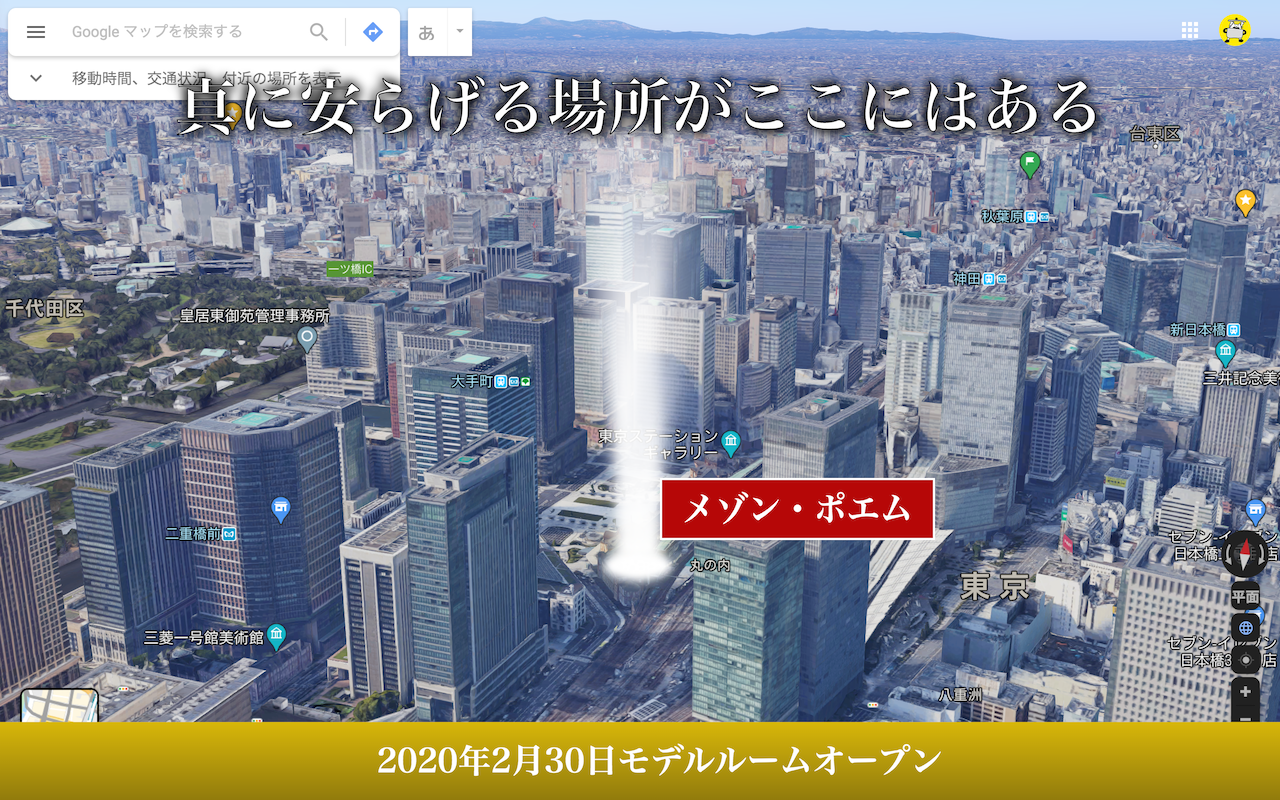 Google マップを検索する
あ
移動時間、交通状況、付近の場所を表示
真に安らげる場所がここにはある
台東区
秋葉原
一ツ橋IC
神田
千代田区
皇居東御苑管理事務所
新日本橋
大手町
三井記念美
東京ステーション
ギャラリー
メゾン・ポエム
二重橋前
丸の内
東京
平面
三菱一号館美術館
八重洲
2020年2月30日モデルルームオープン